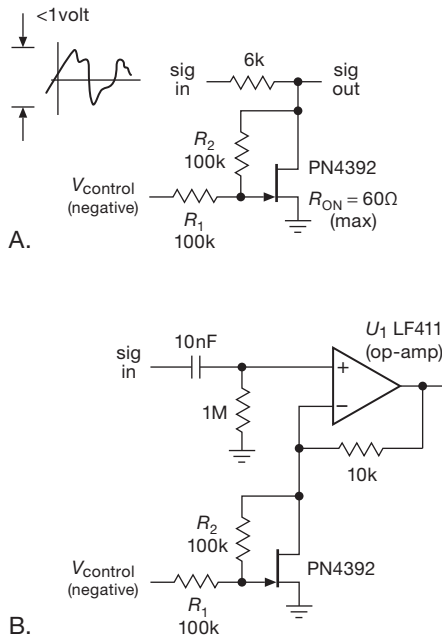 <1volt
sig in
6k
sig out
R2
100k
PN4392
Vcontrol
(negative)
R1
100k
RON = 60Ω
(max)
A.
U1 LF411
(op-amp)
10nF
sig in
+
−
1M
10k
R2
100k
PN4392
Vcontrol
(negative)
R1
100k
B.